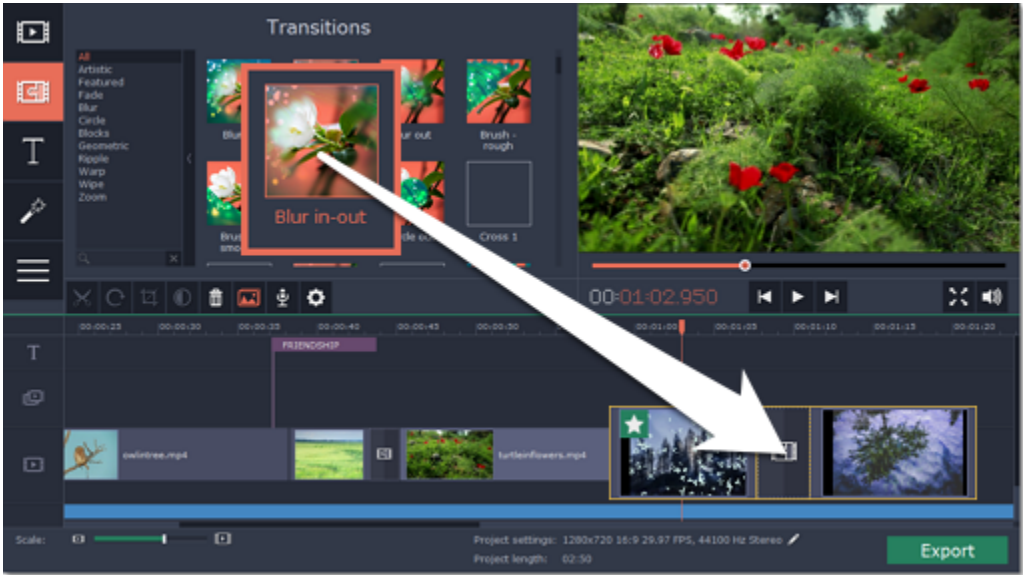 Transitions
All
Artistic
Featured
Fade
Blur
Circle
Blocks
Geometric
Ripple
Warp
Wipe
Zoom
Blur in-out
ur out
Brush -
rough
Cross 1
00:01:02.950
00:00:25
00:00:30
00:00:35
00:00:40
00:00:45
00:00:50
00:01:00
00:01:05
00:01:10
00:01:15
00:01:20
T
FRIENDSHIP
owlintree.mp4
turtleinflowers.mp4
Scale:
Project settings: 1280x720 16:9 29.97 FPS, 44100 Hz Stereo
Project length: 02:50
Export